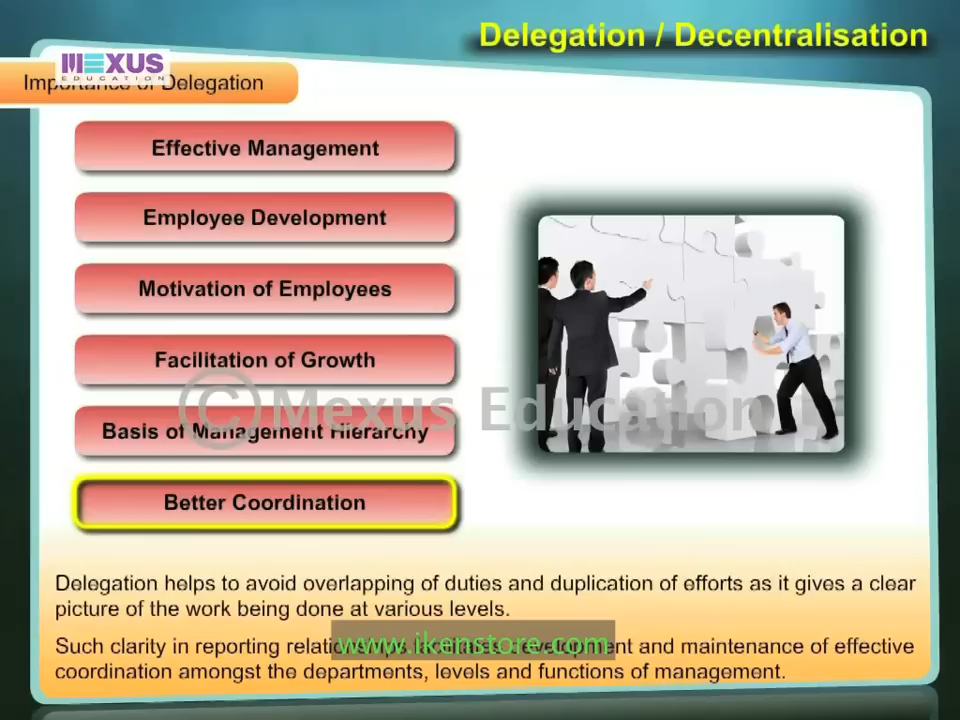 Delegation / Decentralisation
MEXUS
EDUCATION
Importance of Delegation
Effective Management
Employee Development
Motivation of Employees
Facilitation of Growth
© Mexus Education
Basis of Management Hierarchy
Better Coordination
Delegation helps to avoid overlapping of duties and duplication of efforts as it gives a clear
picture of the work being done at various levels.
www.ikenstore.com
Such clarity in reporting relationships facilitates development and maintenance of effective
coordination amongst the departments, levels and functions of management.